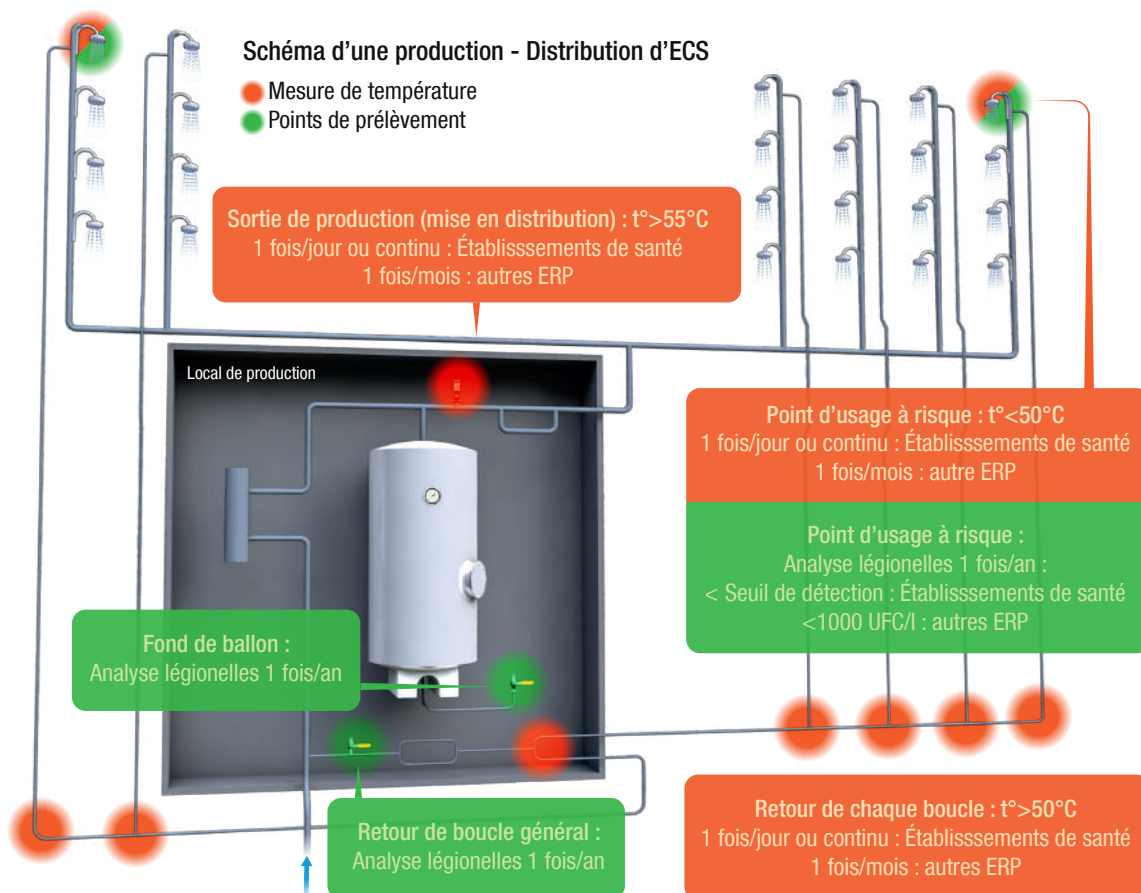 Schéma d'une production - Distribution d'ECS
Mesure de température
Points de prélèvement
Sortie de production (mise en distribution) : t°>55°C
1 fois/jour ou continu : Établisssements de santé
1 fois/mois : autres ERP
Local de production
Point d'usage à risque : t°<50°C
1 fois/jour ou continu : Établisssements de santé
1 fois/mois : autre ERP
Point d'usage à risque :
Analyse légionelles 1 fois/an :
< Seuil de détection : Établisssements de santé
<1000 UFC/l : autres ERP
Fond de ballon :
Analyse légionelles 1 fois/an
Retour de boucle général :
Analyse légionelles 1 fois/an
Retour de chaque boucle : t°>50°C
1 fois/jour ou continu : Établisssements de santé
1 fois/mois : autres ERP